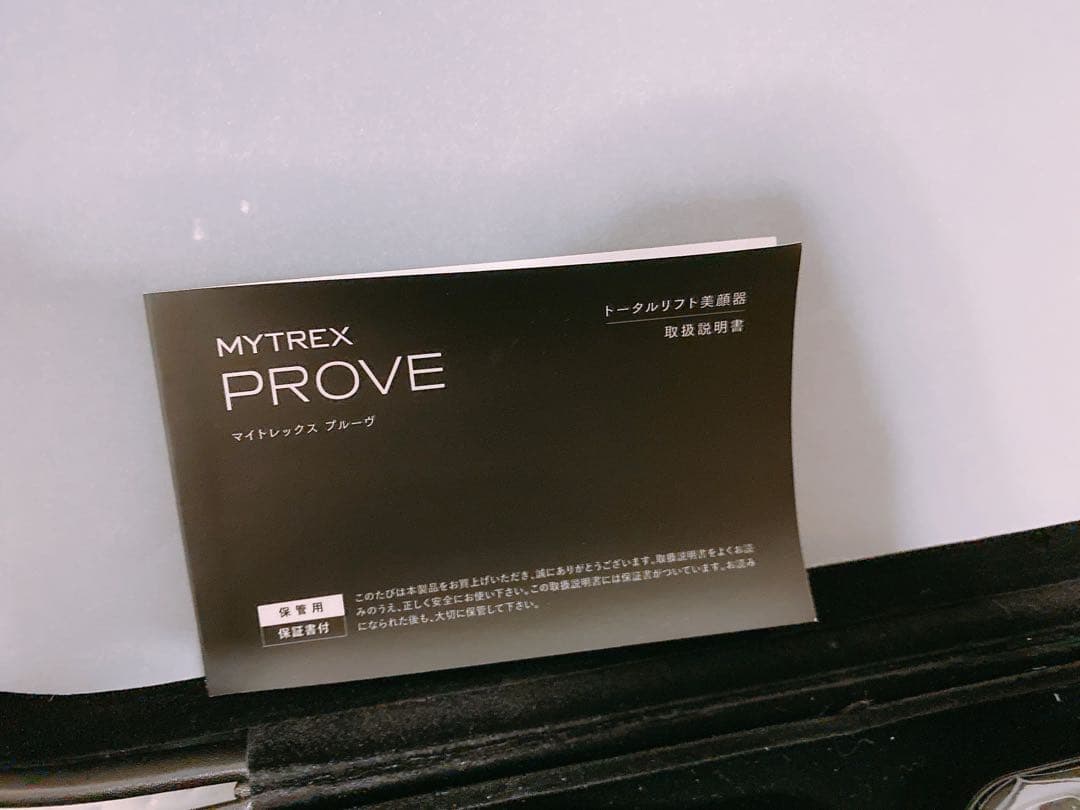 MYTREX
PROVE
マイトレックス プルーヴ
トータルリフト美顔器
取扱説明書
保管用
保証書付
このたびは本製品をお買上げいただき、誠にありがとうございます。取扱説明書をよくお読
みのうえ、正しく安全にお使い下さい。この取扱説明書には保証書がついています。お読み
になられた後も、大切に保管して下さい。